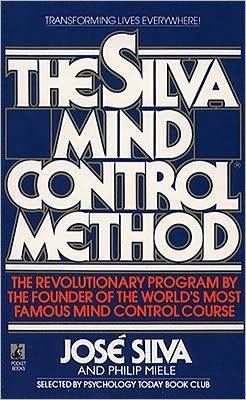 TRANSFORMING LIVES EVERYWHERE!
THE SILVA
MIND
CONTROL®
METHOD
THE REVOLUTIONARY PROGRAM BY
THE FOUNDER OF THE WORLD'S MOST
FAMOUS MIND CONTROL COURSE
JOSÉ SILVA
AND PHILIP MIELE
POCKET
BOOKS
SELECTED BY PSYCHOLOGY TODAY BOOK CLUB